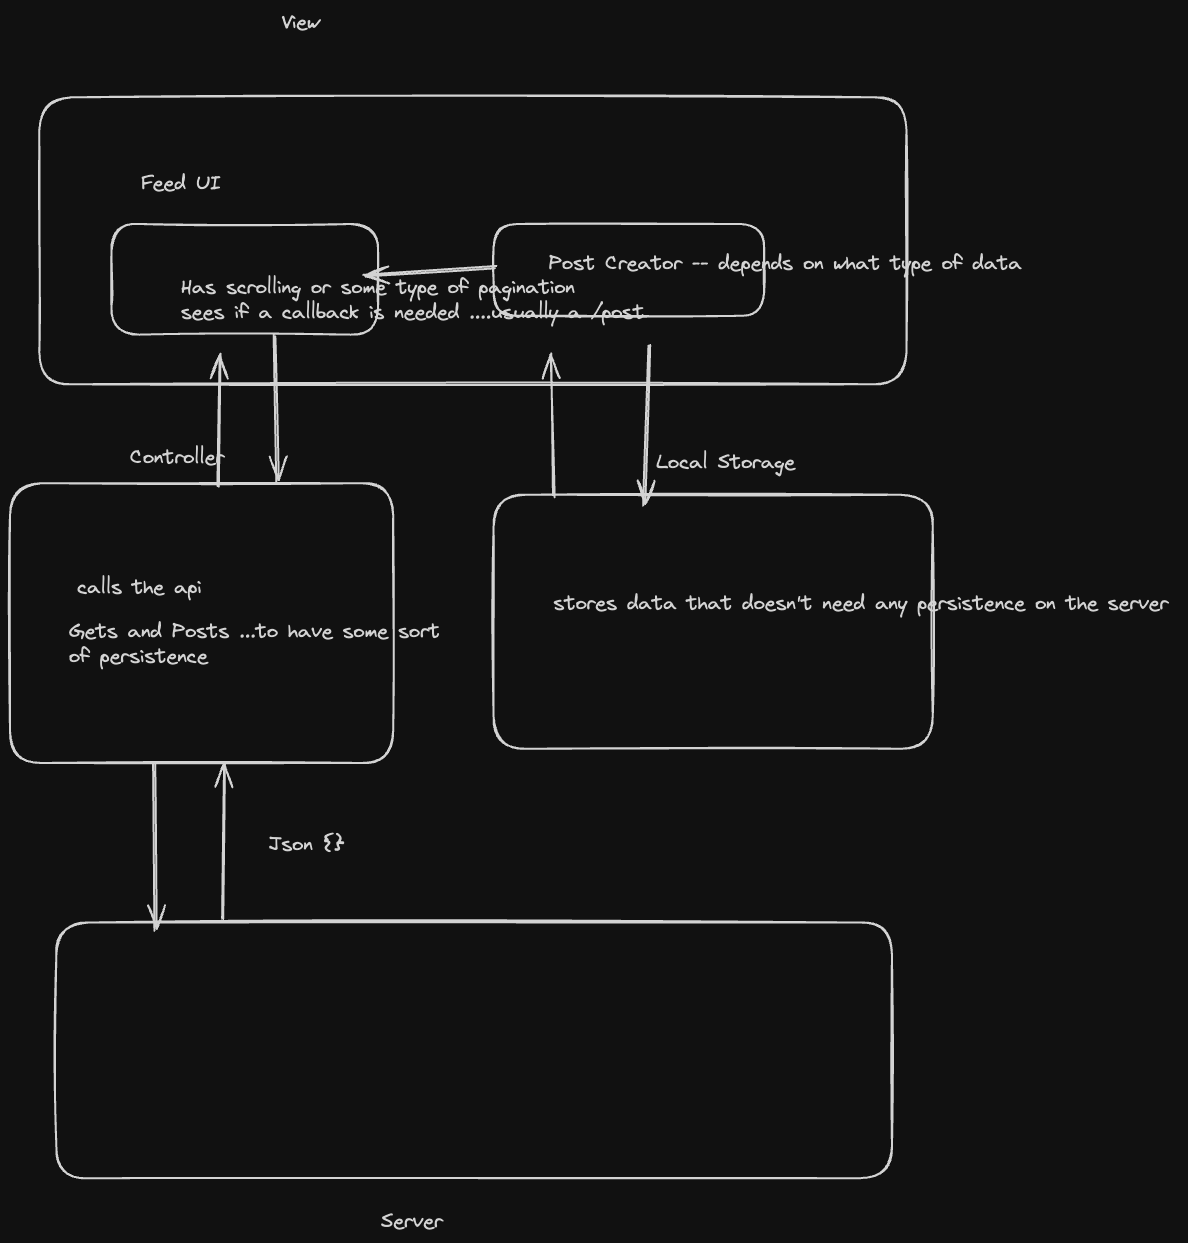 View
Feed UI
Post Creator -- depends on what type of data
Has scrolling or some type of pagination
sees if a callback is needed ....usually a /post
Controller
Local Storage
calls the api
Gets and Posts ...to have some sort
of persistence
stores data that doesn't need any persistence on the server
Json {}
Server